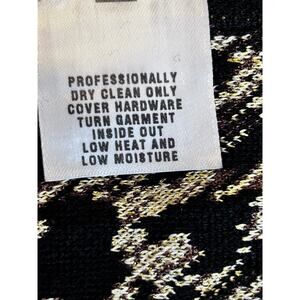 PROFESSIONALLY
DRY CLEAN ONLY
COVER HARDWARE
TURN GARMENT
INSIDE OUT
LOW HEAT AND
LOW MOISTURE